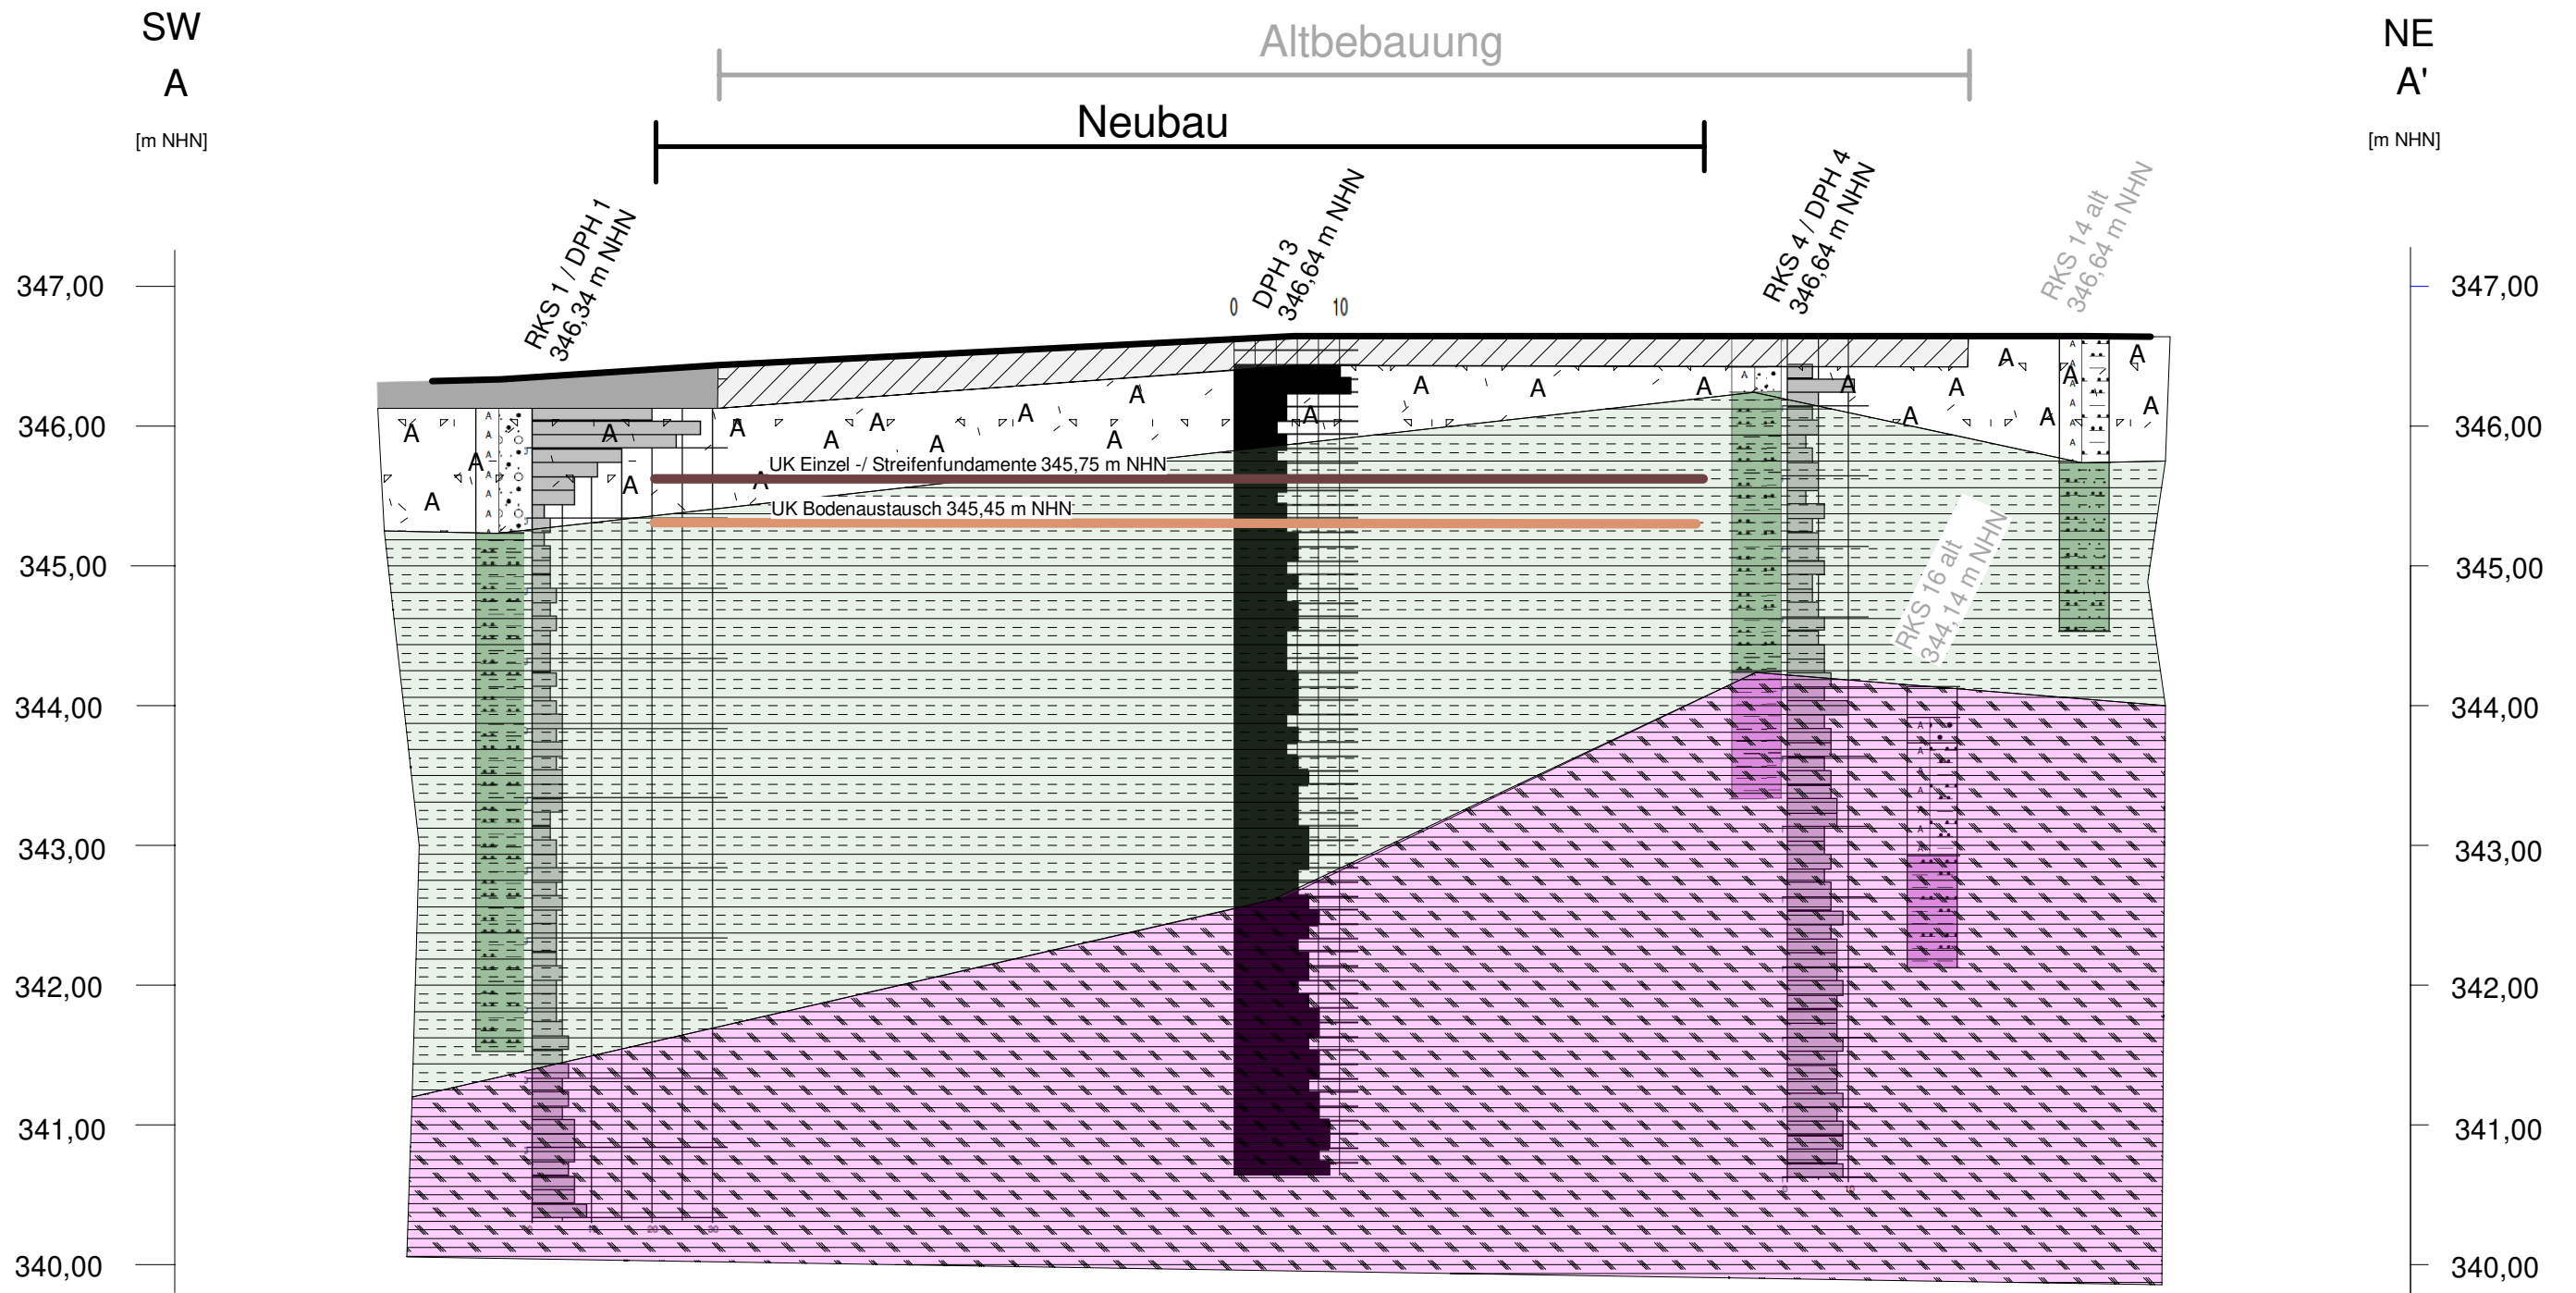 SW
NE
Altbebauung
A
A'
Neubau
[m NHN]
[m NHN]
RKS 1 / DPH 1
346,34 m NHN
DPH 3
346,64 m NHN
RKS 4 / DPH 4
346,64 m NHN
RKS 14 alt
346,64 m NHN
347,00
0
10
347,00
346,00
346,00
UK Einzel -/ Streifenfundamente 345,75 m NHN
UK Bodenaustausch 345,45 m NHN
345,00
345,00
RKS 16 alt
344,14 m NHN
344,00
344,00
343,00
343,00
342,00
342,00
341,00
341,00
340,00
340,00